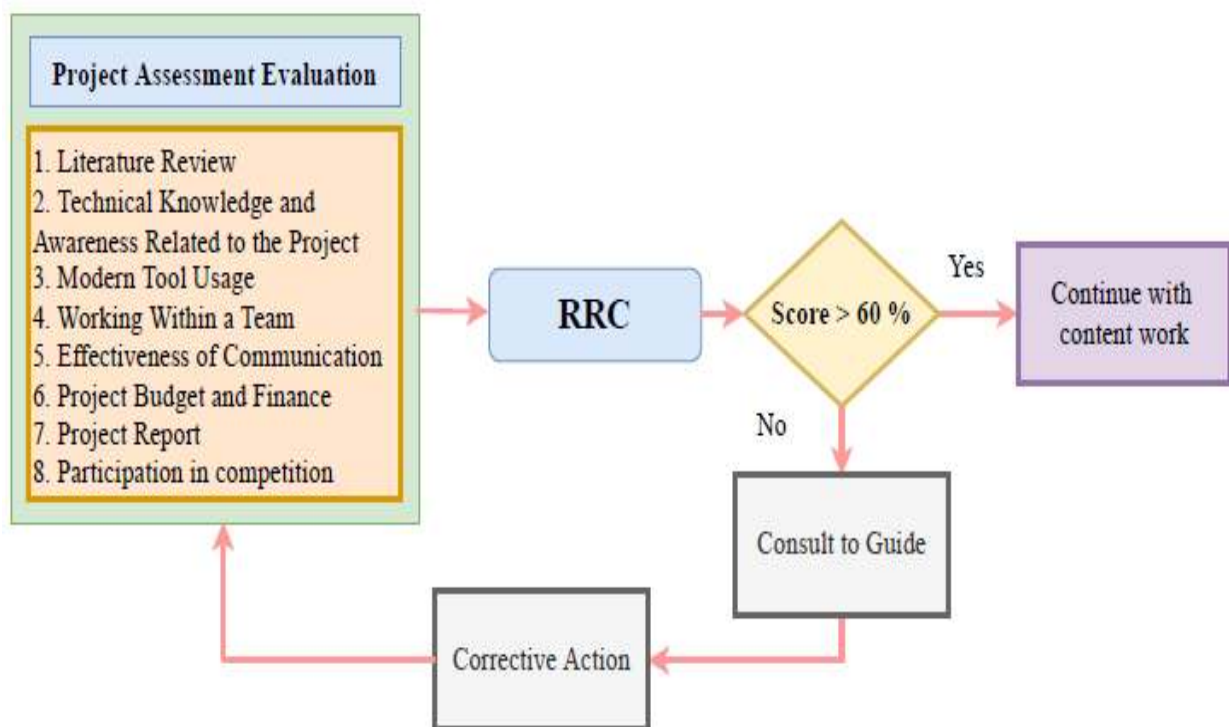 Project Assessment Evaluation
1. Literature Review
2. Technical Knowledge and
Awareness Related to the Project
3. Modern Tool Usage
4. Working Within a Team
5. Effectiveness of Communication
6. Project Budget and Finance
7. Project Report
8. Participation in competition
RRC
Score > 60 %
Yes
Continue with
content work
No
Consult to Guide
Corrective Action